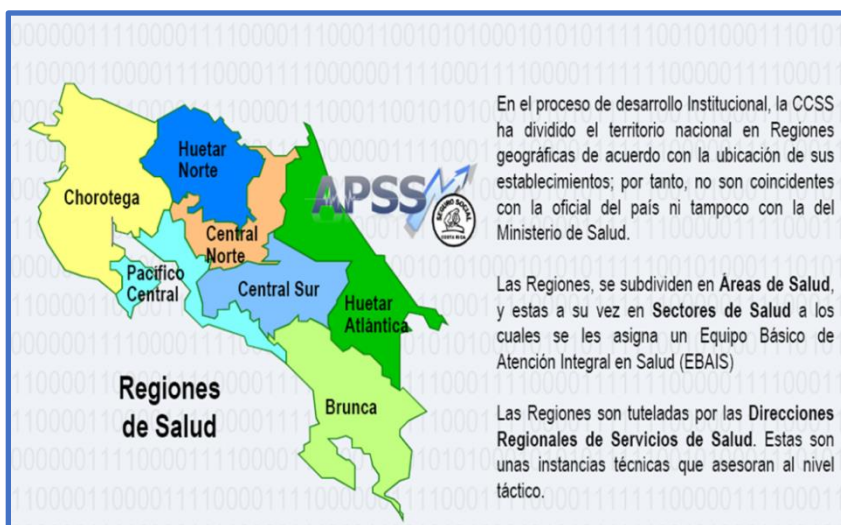 En el proceso de desarrollo Institucional, la CCSS
ha dividido el territorio nacional en Regiones
geográficas de acuerdo con la ubicación de sus
establecimientos; por tanto, no son coincidentes
con la oficial del país ni tampoco con la del
Ministerio de Salud.
Las Regiones, se subdividen en Áreas de Salud,
y estas a su vez en Sectores de Salud a los
cuales se les asigna un Equipo Básico de
Atención Integral en Salud (EBAIS)
Las Regiones son tuteladas por las Direcciones
Regionales de Servicios de Salud. Estas son
unas instancias técnicas que asesoran al nivel
táctico.
Huetar
Norte
Chorotega
APSS
SEGURO SOCIAL
COSTA RICA
Central
Norte
Pacífico
Central
Central Sur
Huetar
Atlàntica
Brunca
Regiones
de Salud